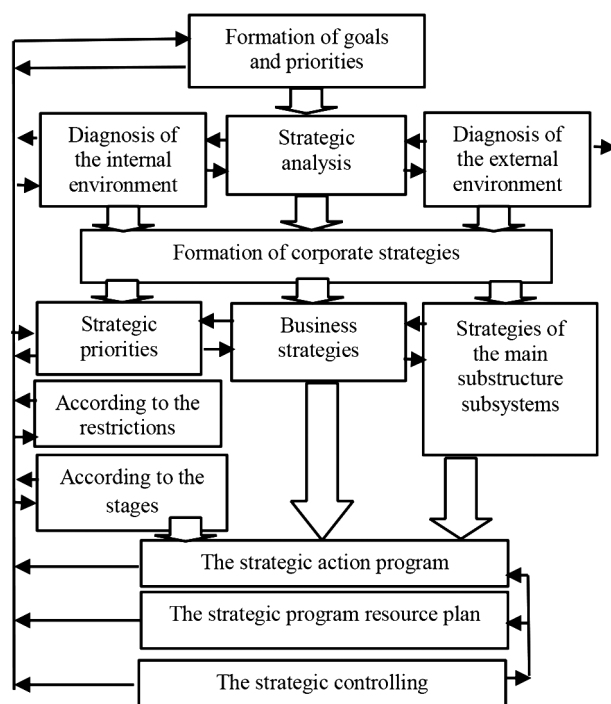 Formation of goals
and priorities
Diagnosis of
the internal
environment
Strategic
analysis
Diagnosis of
the external
environment
Formation of corporate strategies
Strategic
priorities
Business
strategies
Strategies of
the main
substructure
subsystems
According to the
restrictions
According to the
stages
The strategic action program
The strategic program resource plan
The strategic controlling